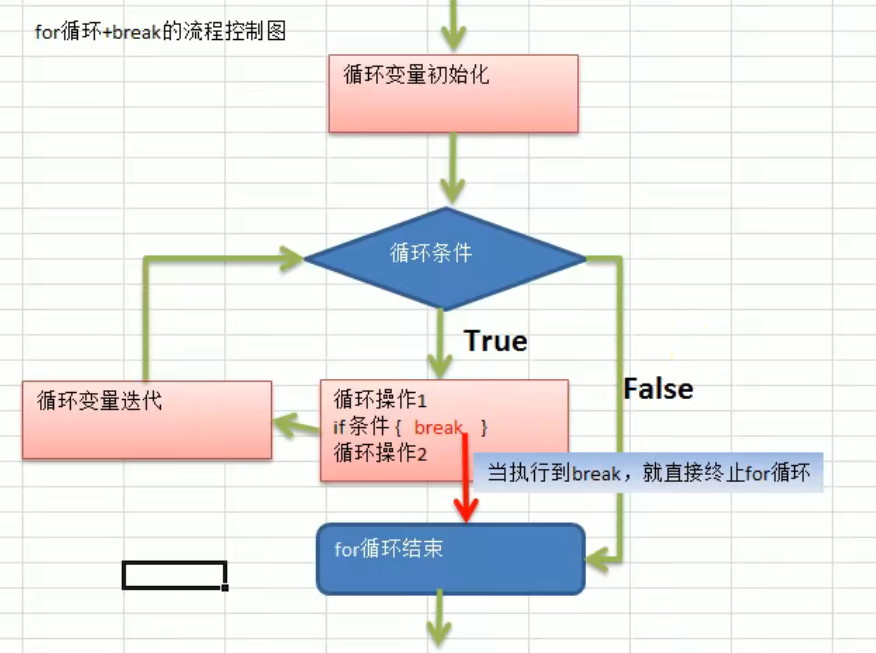 for循环+break的流程控制图
循环变量初始化
循环条件
True
False
循环变量迭代
循环操作1
if 条件 { break }
循环操作2
当执行到break，就直接终止for循环
for循环结束